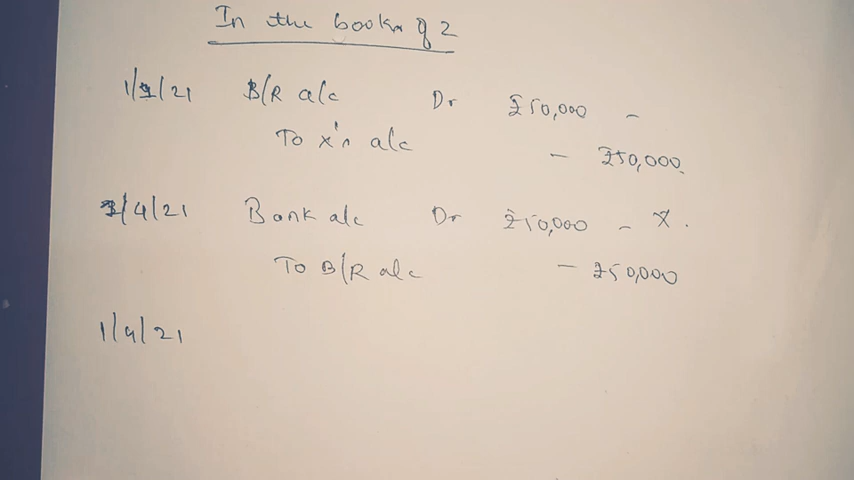 In the books of Z
1/1/21 B/R a/c Dr ₹50,000 -
To X's a/c - ₹50,000.
1/4/21 Bank a/c Dr ₹50,000 - X.
To B/R a/c - ₹50,000
1/4/21